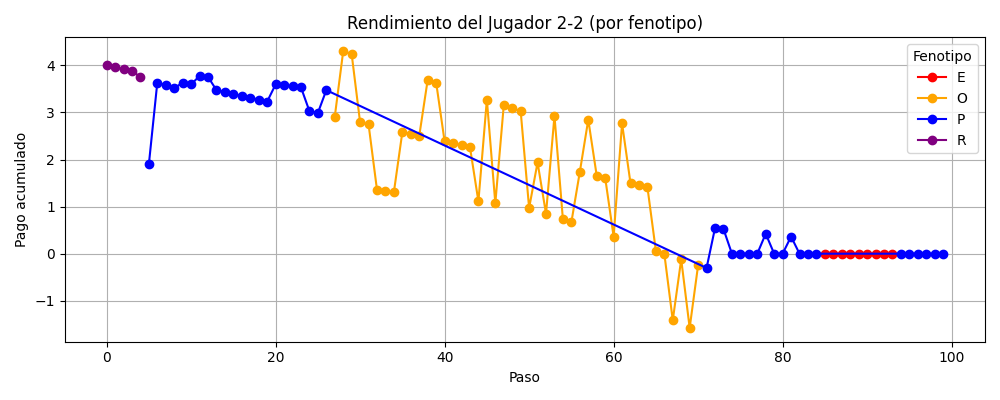 Rendimiento del Jugador 2-2 (por fenotipo)
Pago acumulado
4
3
2
1
0
−1
Fenotipo
E
O
P
R
0 20 40 60 80 100
Paso